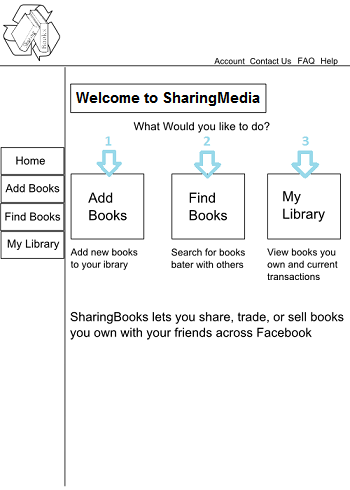 Sharing Books
Account Contact Us FAQ Help
Welcome to SharingMedia
What Would you like to do?
1 2 3
Home
Add Books
Find Books
My Library
Add
Books
Find
Books
My
Library
Add new books
to your ibrary
Search for books
bater with others
View books you
own and current
transactions
SharingBooks lets you share, trade, or sell books
you own with your friends across Facebook